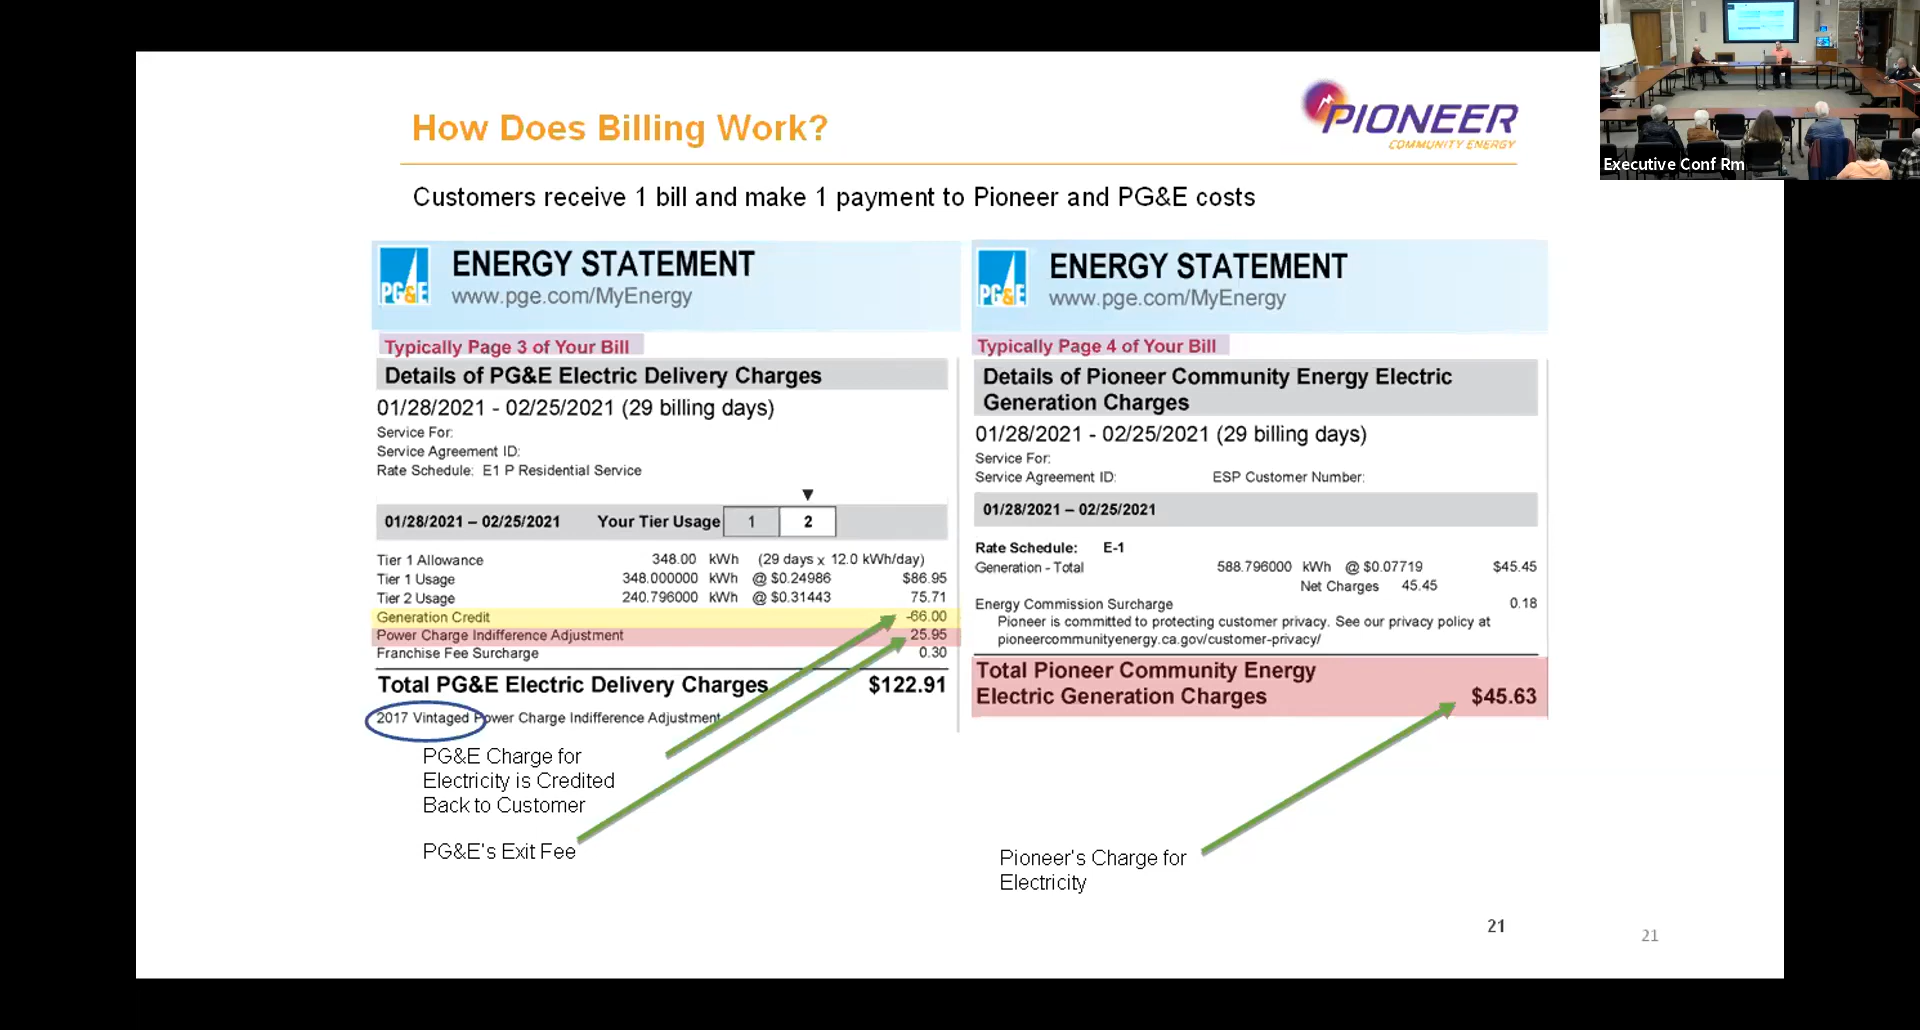 How Does Billing Work?
PIONEER
COMMUNITY ENERGY
Executive Conf Rm
Customers receive 1 bill and make 1 payment to Pioneer and PG&E costs
PG&E
ENERGY STATEMENT
www.pge.com/MyEnergy
Typically Page 3 of Your Bill
Details of PG&E Electric Delivery Charges
01/28/2021 - 02/25/2021 (29 billing days)
Service For:
Service Agreement ID:
Rate Schedule: E1 P Residential Service
01/28/2021 – 02/25/2021 Your Tier Usage 1 2
Tier 1 Allowance 348.00 kWh (29 days x 12.0 kWh/day)
Tier 1 Usage 348.000000 kWh @ $0.24986 $86.95
Tier 2 Usage 240.796000 kWh @ $0.31443 75.71
Generation Credit -66.00
Power Charge Indifference Adjustment 25.95
Franchise Fee Surcharge 0.30
Total PG&E Electric Delivery Charges $122.91
2017 Vintaged Power Charge Indifference Adjustment
PG&E Charge for
Electricity is Credited
Back to Customer
PG&E's Exit Fee
PG&E
ENERGY STATEMENT
www.pge.com/MyEnergy
Typically Page 4 of Your Bill
Details of Pioneer Community Energy Electric
Generation Charges
01/28/2021 - 02/25/2021 (29 billing days)
Service For:
Service Agreement ID: ESP Customer Number:
01/28/2021 – 02/25/2021
Rate Schedule: E-1
Generation - Total 588.796000 kWh @ $0.07719 $45.45
Net Charges 45.45
Energy Commission Surcharge 0.18
Pioneer is committed to protecting customer privacy. See our privacy policy at
pioneercommunityenergy.ca.gov/customer-privacy/
Total Pioneer Community Energy
Electric Generation Charges $45.63
Pioneer's Charge for
Electricity
21
21